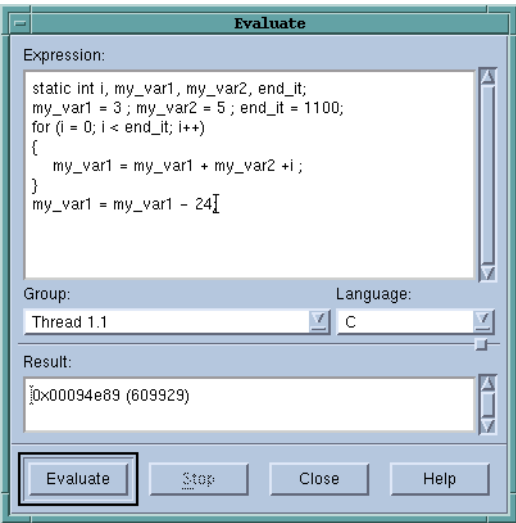 Evaluate
Expression:
static int i, my_var1, my_var2, end_it;
my_var1 = 3 ; my_var2 = 5 ; end_it = 1100;
for (i = 0; i < end_it; i++)
{
my_var1 = my_var1 + my_var2 +i ;
}
my_var1 = my_var1 - 24;
Group: Language:
Thread 1.1 C
Result:
0x00094e89 (609929)
Evaluate Stop Close Help